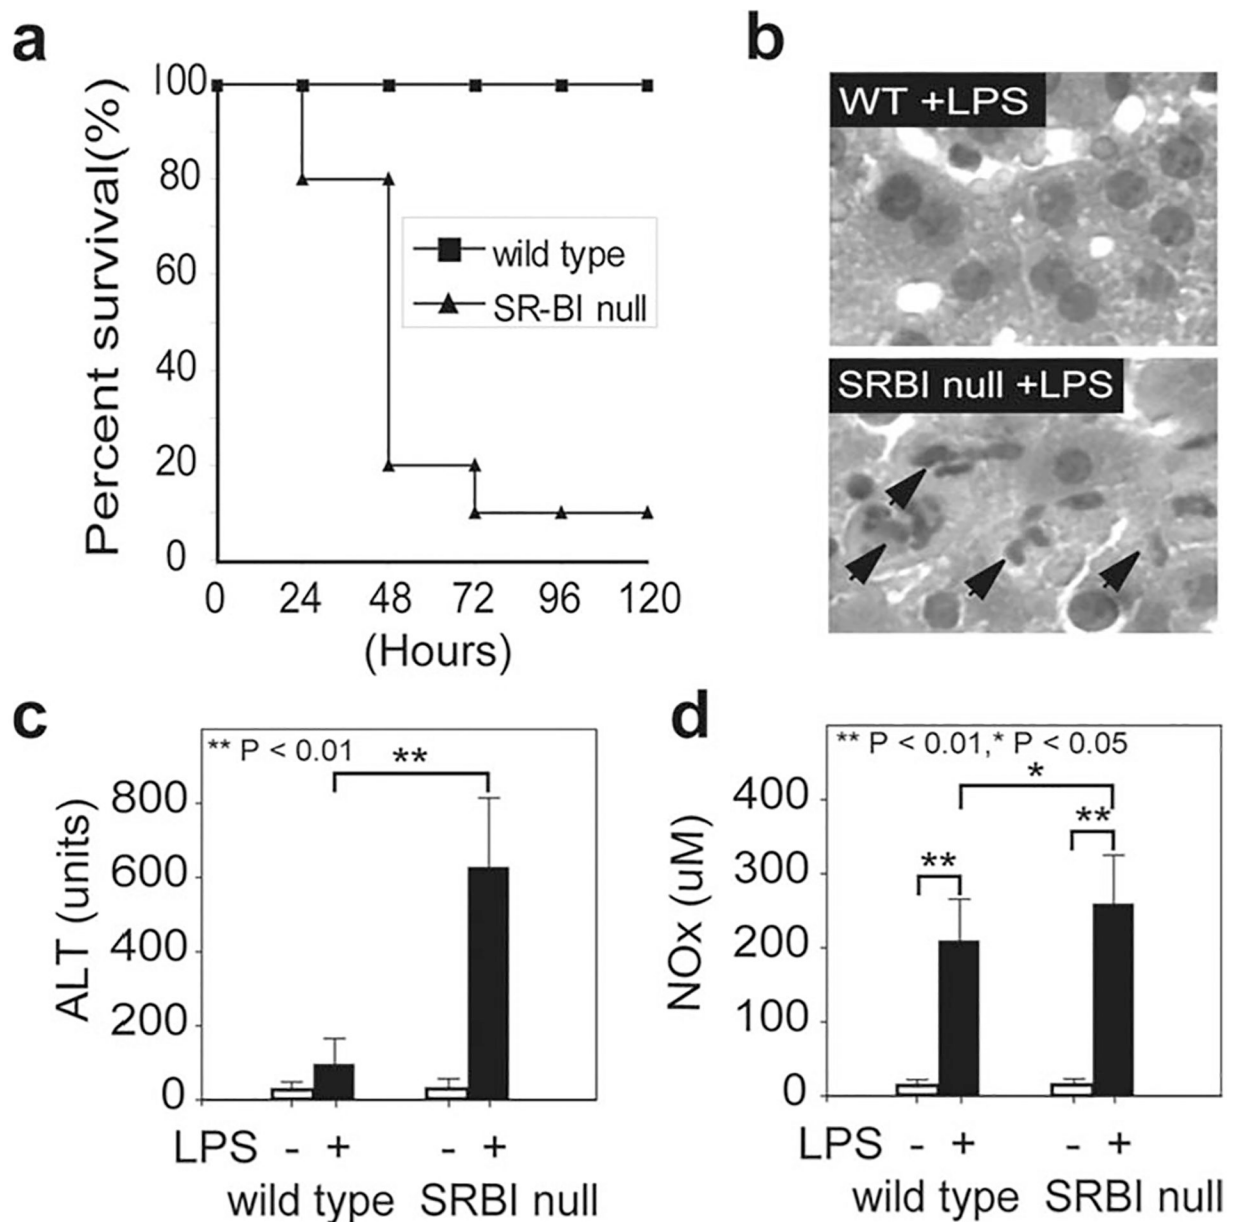 a
Percent survival(%)
100
80
60
40
20
0
0 24 48 72 96 120
(Hours)
wild type
SR-BI null
b
WT +LPS
SRBI null +LPS
c
** P < 0.01
**
ALT (units)
800
600
400
200
0
LPS - + - +
wild type SRBI null
d
** P < 0.01,* P < 0.05
*
**
**
NOx (uM)
400
300
200
100
0
LPS - + - +
wild type SRBI null